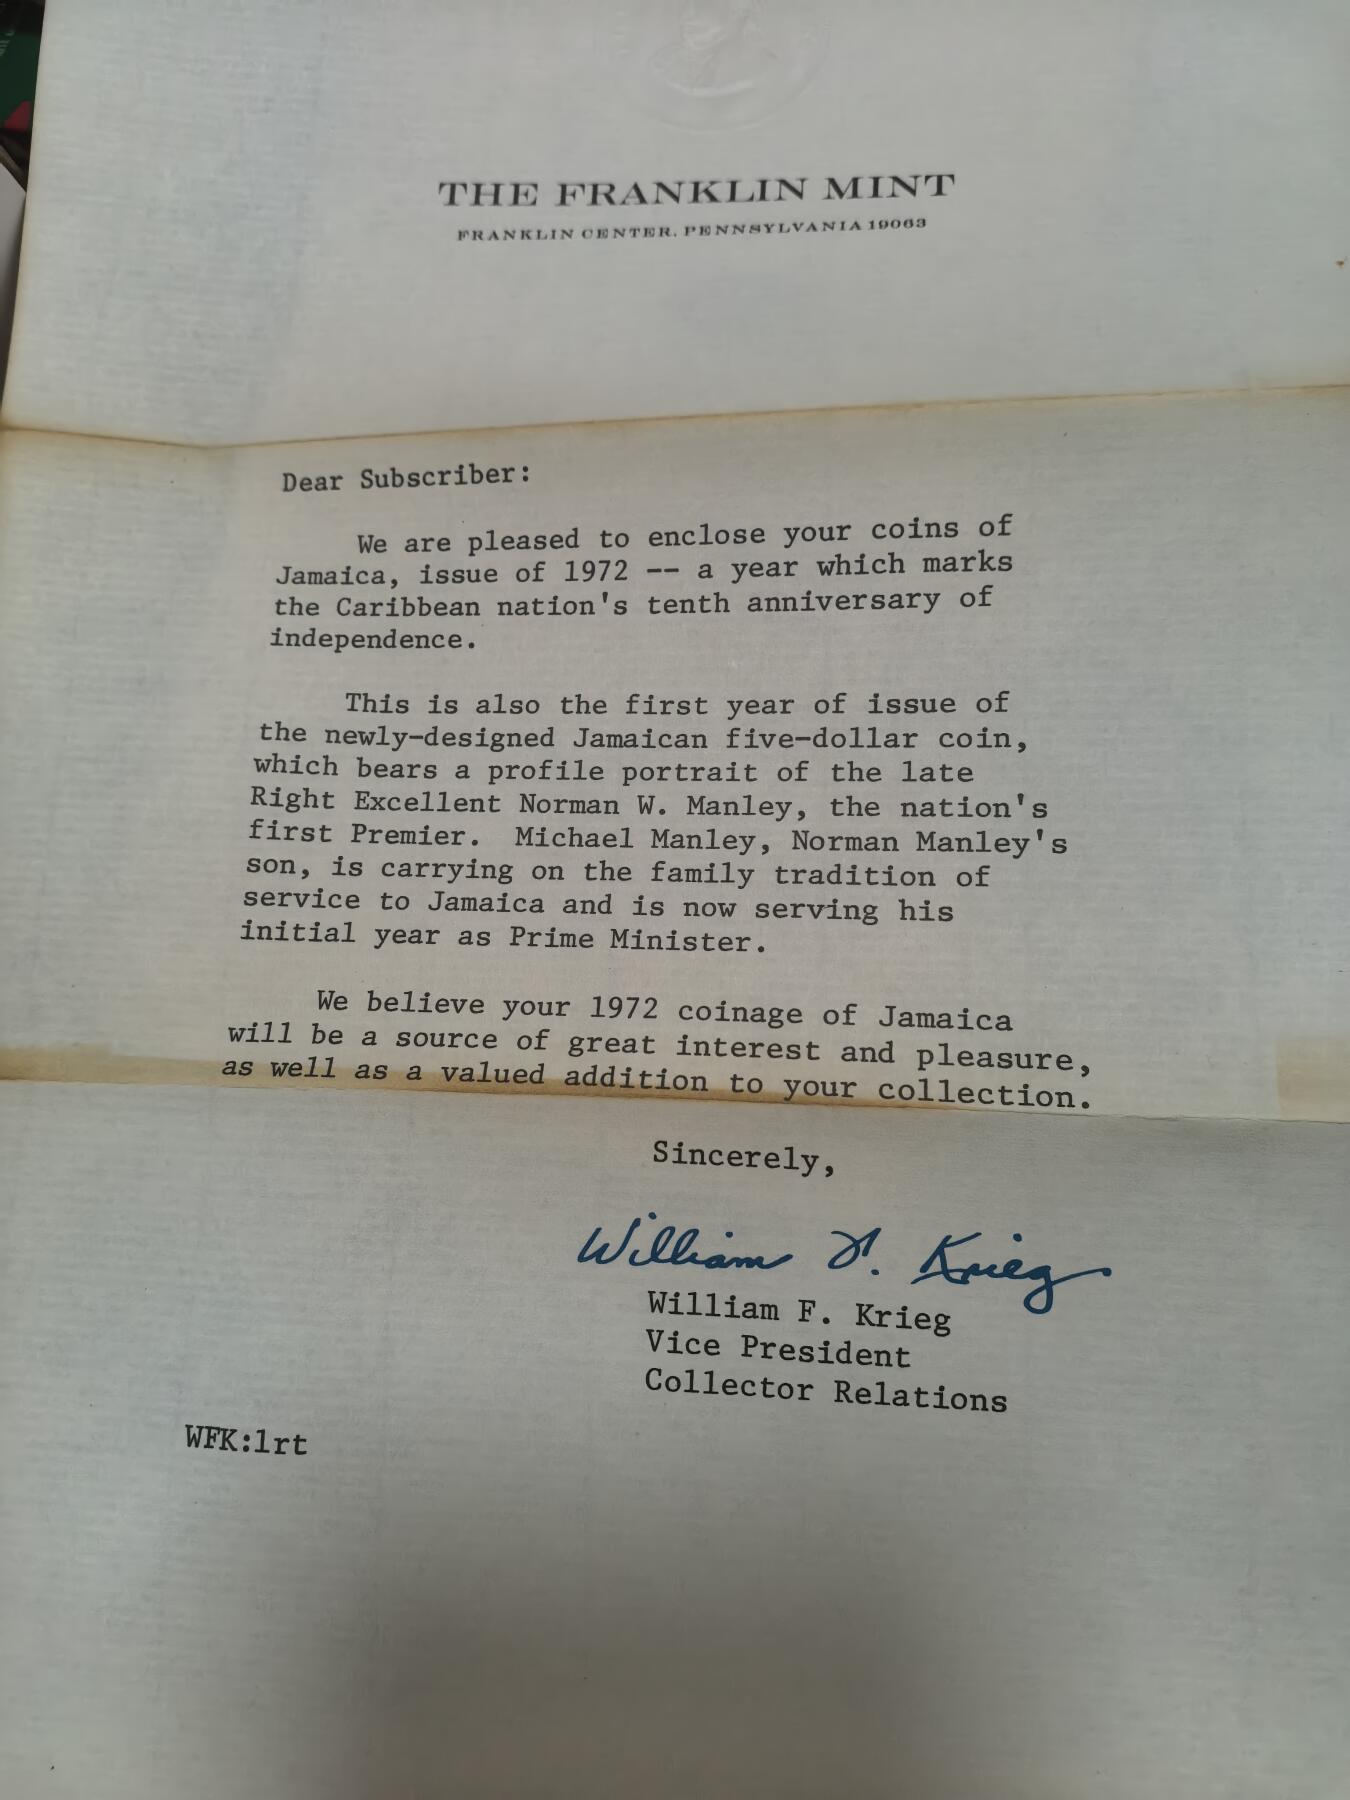 THE FRANKLIN MINT
FRANKLIN CENTER, PENNSYLVANIA 19063
Dear Subscriber:
We are pleased to enclose your coins of
Jamaica, issue of 1972 -- a year which marks
the Caribbean nation's tenth anniversary of
independence.
This is also the first year of issue of
the newly-designed Jamaican five-dollar coin,
which bears a profile portrait of the late
Right Excellent Norman W. Manley, the nation's
first Premier. Michael Manley, Norman Manley's
son, is carrying on the family tradition of
service to Jamaica and is now serving his
initial year as Prime Minister.
We believe your 1972 coinage of Jamaica
will be a source of great interest and pleasure,
as well as a valued addition to your collection.
Sincerely,
William F. Krieg
William F. Krieg
Vice President
Collector Relations
WFK:lrt